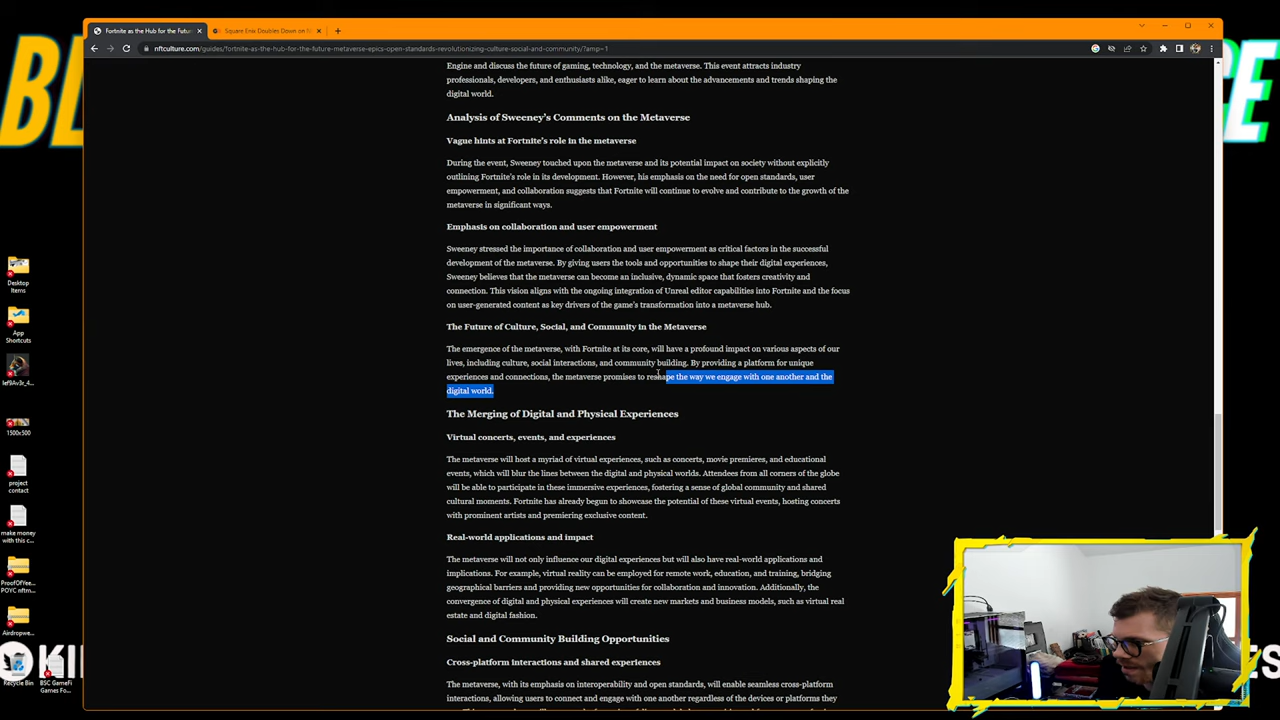 Fortnite as the Hub for the Futur
Square Enix Doubles Down on
nftculture.com/guides/fortnite-as-the-hub-for-the-future-metaverse-epics-open-standards-revolutionizing-culture-social-and-community/?amp=1
Engine and discuss the future of gaming, technology, and the metaverse. This event attracts industry
professionals, developers, and enthusiasts alike, eager to learn about the advancements and trends shaping the
digital world.
Analysis of Sweeney's Comments on the Metaverse
Vague hints at Fortnite's role in the metaverse
During the event, Sweeney touched upon the metaverse and its potential impact on society without explicitly
outlining Fortnite's role in its development. However, his emphasis on the need for open standards, user
empowerment, and collaboration suggests that Fortnite will continue to evolve and contribute to the growth of the
metaverse in significant ways.
Emphasis on collaboration and user empowerment
Sweeney stressed the importance of collaboration and user empowerment as critical factors in the successful
development of the metaverse. By giving users the tools and opportunities to shape their digital experiences,
Sweeney believes that the metaverse can become an inclusive, dynamic space that fosters creativity and
connection. This vision aligns with the ongoing integration of Unreal editor capabilities into Fortnite and the focus
on user-generated content as key drivers of the game's transformation into a metaverse hub.
The Future of Culture, Social, and Community in the Metaverse
The emergence of the metaverse, with Fortnite at its core, will have a profound impact on various aspects of our
lives, including culture, social interactions, and community building. By providing a platform for unique
experiences and connections, the metaverse promises to reshape the way we engage with one another and the
digital world.
The Merging of Digital and Physical Experiences
Virtual concerts, events, and experiences
The metaverse will host a myriad of virtual experiences, such as concerts, movie premieres, and educational
events, which will blur the lines between the digital and physical worlds. Attendees from all corners of the globe
will be able to participate in these immersive experiences, fostering a sense of global community and shared
cultural moments. Fortnite has already begun to showcase the potential of these virtual events, hosting concerts
with prominent artists and premiering exclusive content.
Real-world applications and impact
The metaverse will not only influence our digital experiences but will also have real-world applications and
implications. For example, virtual reality can be employed for remote work, education, and training, bridging
geographical barriers and providing new opportunities for collaboration and innovation. Additionally, the
convergence of digital and physical experiences will create new markets and business models, such as virtual real
estate and digital fashion.
Social and Community Building Opportunities
Cross-platform interactions and shared experiences
The metaverse, with its emphasis on interoperability and open standards, will enable seamless cross-platform
interactions, allowing users to connect and engage with one another regardless of the devices or platforms they
Desktop
Items
App
Shortcuts
1500x500
project
contact
make money
with this c...
ProofOfYee...
POYC nftm...
Airdropwe...
Recycle Bin
BSC GameFi
Games Fo...